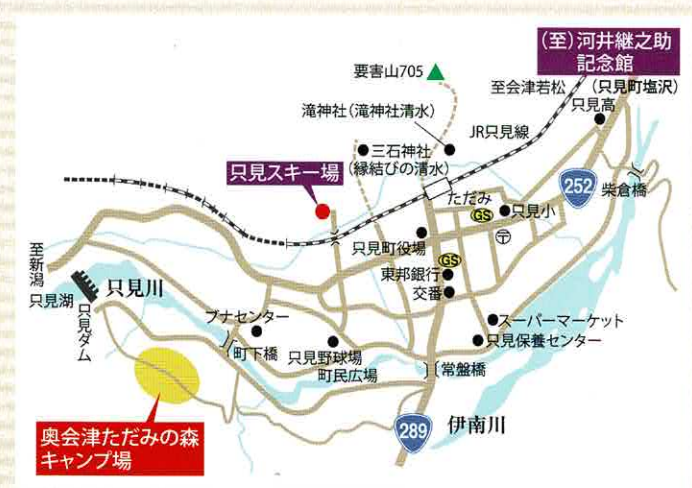 (至)河井継之助
記念館
(只見町塩沢)
要害山705
至会津若松
只見高
滝神社(滝神社清水)
JR只見線
三石神社
(縁結びの清水)
只見スキー場
252
柴倉橋
ただみ
GS
只見小
〒
只見町役場
GS
東邦銀行
交番
至新潟
只見湖
只見川
只見ダム
ブナセンター
町下橋
只見野球場
町民広場
スーパーマーケット
只見保養センター
常盤橋
289
伊南川
奥会津ただみの森
キャンプ場